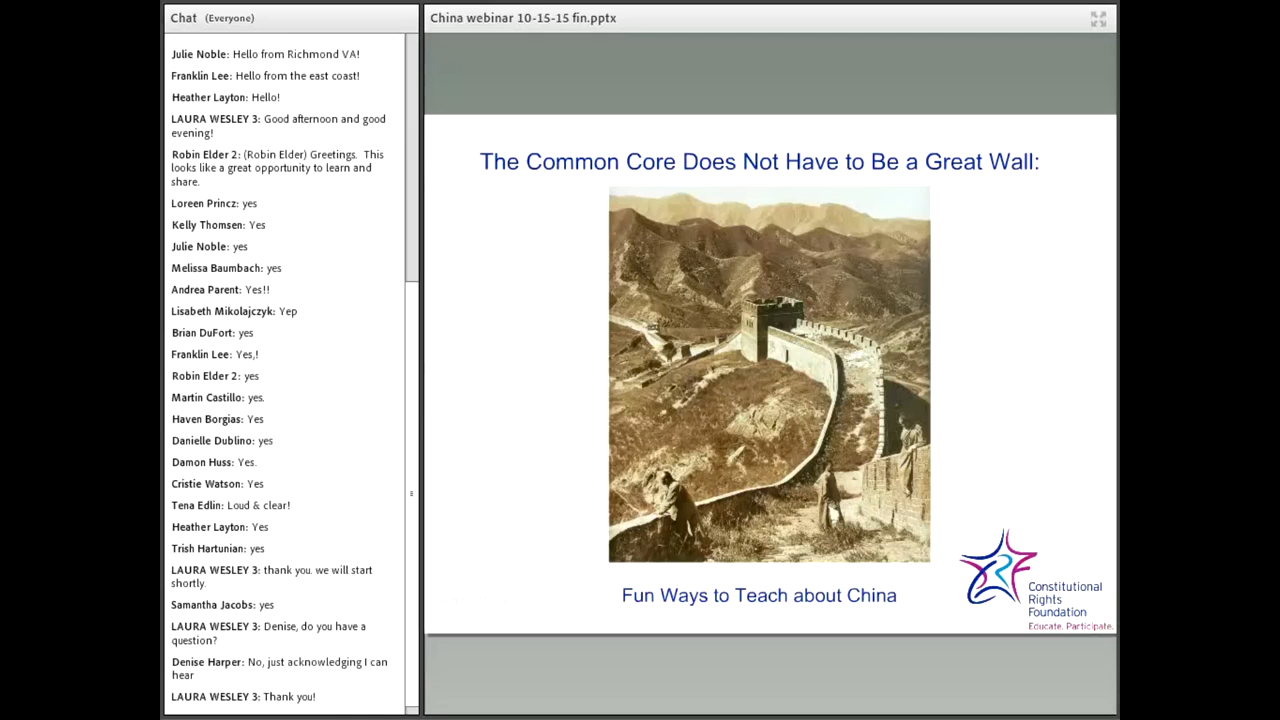 Chat (Everyone)
Julie Noble: Hello from Richmond VA!
Franklin Lee: Hello from the east coast!
Heather Layton: Hello!
LAURA WESLEY 3: Good afternoon and good
evening!
Robin Elder 2: (Robin Elder) Greetings. This
looks like a great opportunity to learn and
share.
Loreen Princz: yes
Kelly Thomsen: Yes
Julie Noble: yes
Melissa Baumbach: yes
Andrea Parent: Yes!!
Lisabeth Mikolajczyk: Yep
Brian DuFort: yes
Franklin Lee: Yes,!
Robin Elder 2: yes
Martin Castillo: yes.
Haven Borgias: Yes
Danielle Dublino: yes
Damon Huss: Yes.
Cristie Watson: Yes
Tena Edlin: Loud & clear!
Heather Layton: Yes
Trish Hartunian: yes
LAURA WESLEY 3: thank you. we will start
shortly.
Samantha Jacobs: yes
LAURA WESLEY 3: Denise, do you have a
question?
Denise Harper: No, just acknowledging I can
hear
LAURA WESLEY 3: Thank you!
China webinar 10-15-15 fin.pptx
The Common Core Does Not Have to Be a Great Wall:
Fun Ways to Teach about China
CRF
Constitutional
Rights
Foundation
Educate. Participate.